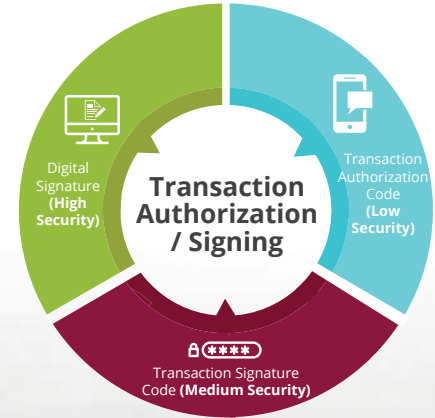 Transaction
Authorization
/ Signing
Digital
Signature
(High
Security)
Transaction
Authorization
Code
(Low
Security)
****
Transaction Signature
Code (Medium Security)